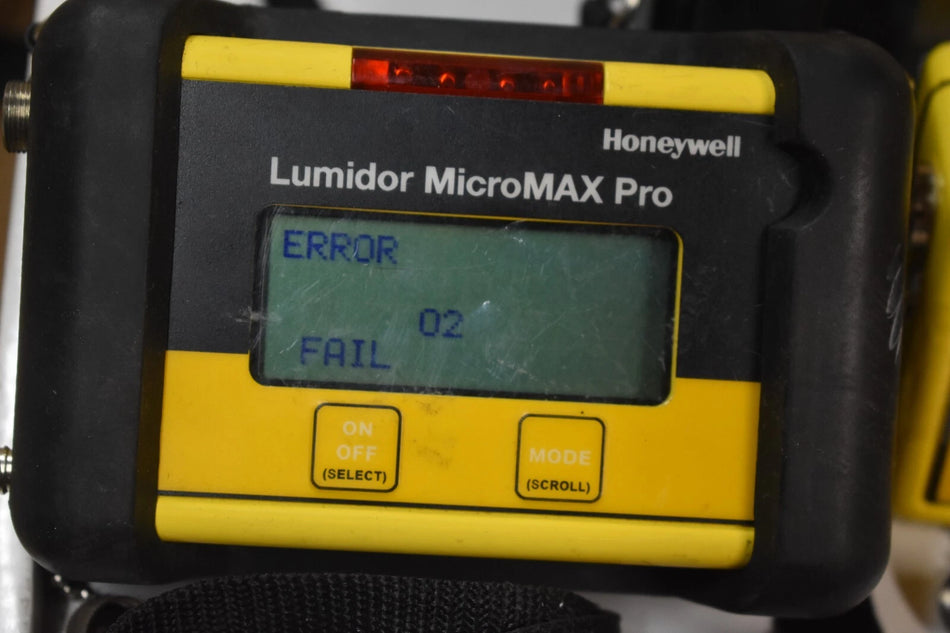 Honeywell
Lumidor MicroMAX Pro
ERROR
O2
FAIL
ON
OFF
(SELECT)
MODE
(SCROLL)